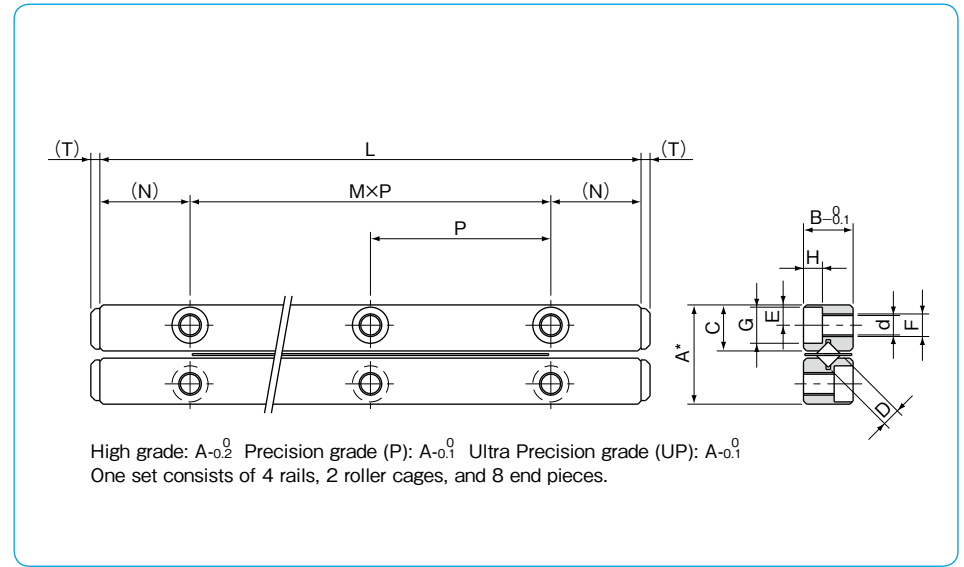 (T) L (T)
(N) M×P (N)
P
B-0 0.1
H
A* C G E d F
D
High grade: A-0 0.2 Precision grade (P): A-0 0.1 Ultra Precision grade (UP): A-0 0.1
One set consists of 4 rails, 2 roller cages, and 8 end pieces.